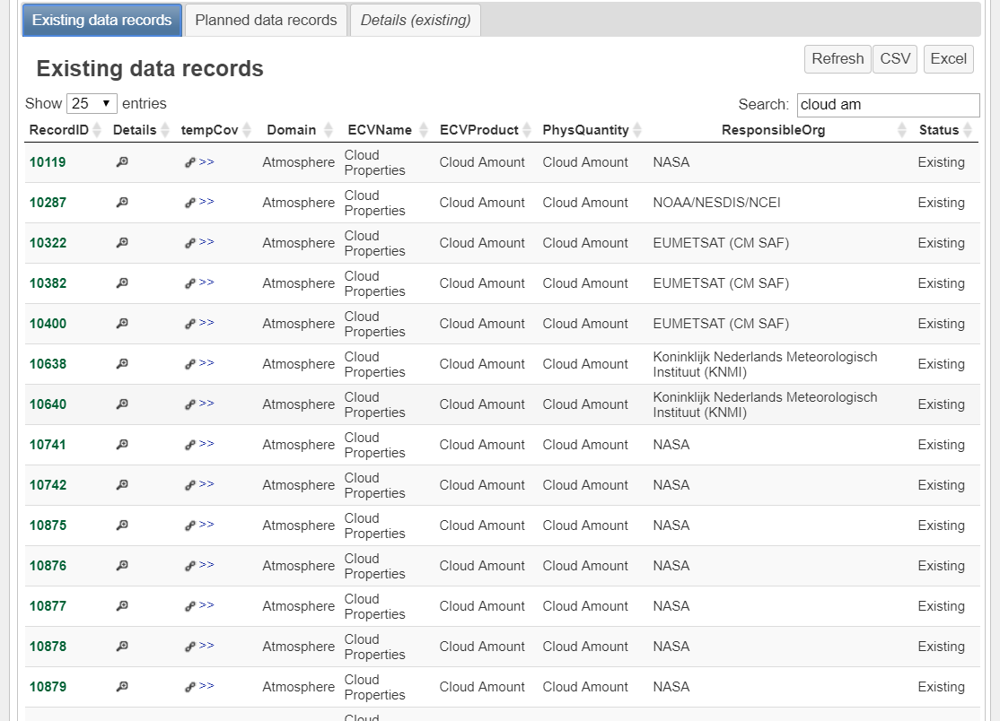 Existing data records Planned data records Details (existing)
Existing data records Refresh CSV Excel
Show 25 entries Search: cloud am
RecordID Details tempCov Domain ECVName ECVProduct PhysQuantity ResponsibleOrg Status
10119 >> Atmosphere Cloud Properties Cloud Amount Cloud Amount NASA Existing
10287 >> Atmosphere Cloud Properties Cloud Amount Cloud Amount NOAA/NESDIS/NCEI Existing
10322 >> Atmosphere Cloud Properties Cloud Amount Cloud Amount EUMETSAT (CM SAF) Existing
10382 >> Atmosphere Cloud Properties Cloud Amount Cloud Amount EUMETSAT (CM SAF) Existing
10400 >> Atmosphere Cloud Properties Cloud Amount Cloud Amount EUMETSAT (CM SAF) Existing
10638 >> Atmosphere Cloud Properties Cloud Amount Cloud Amount Koninklijk Nederlands Meteorologisch Instituut (KNMI) Existing
10640 >> Atmosphere Cloud Properties Cloud Amount Cloud Amount Koninklijk Nederlands Meteorologisch Instituut (KNMI) Existing
10741 >> Atmosphere Cloud Properties Cloud Amount Cloud Amount NASA Existing
10742 >> Atmosphere Cloud Properties Cloud Amount Cloud Amount NASA Existing
10875 >> Atmosphere Cloud Properties Cloud Amount Cloud Amount NASA Existing
10876 >> Atmosphere Cloud Properties Cloud Amount Cloud Amount NASA Existing
10877 >> Atmosphere Cloud Properties Cloud Amount Cloud Amount NASA Existing
10878 >> Atmosphere Cloud Properties Cloud Amount Cloud Amount NASA Existing
10879 >> Atmosphere Cloud Properties Cloud Amount Cloud Amount NASA Existing
Cloud